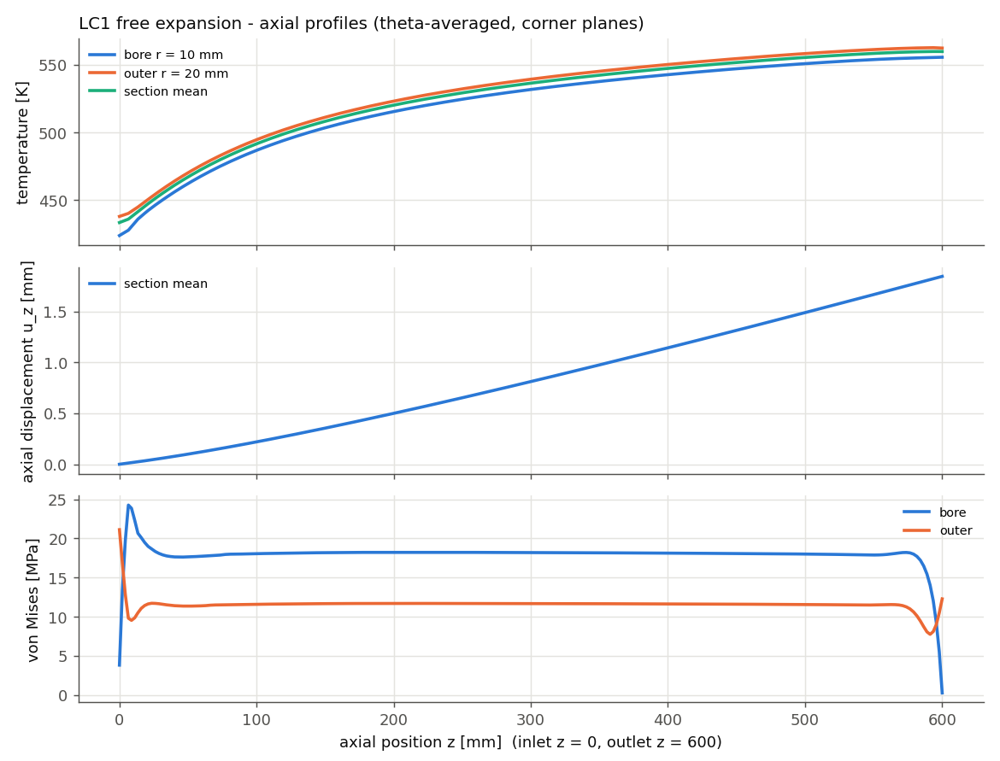 LC1 free expansion - axial profiles (theta-averaged, corner planes)
temperature [K]
550
500
450
bore r = 10 mm
outer r = 20 mm
section mean
axial displacement u_z [mm]
1.5
1.0
0.5
0.0
section mean
von Mises [MPa]
25
20
15
10
5
0
bore
outer
0 100 200 300 400 500 600
axial position z [mm]  (inlet z = 0, outlet z = 600)